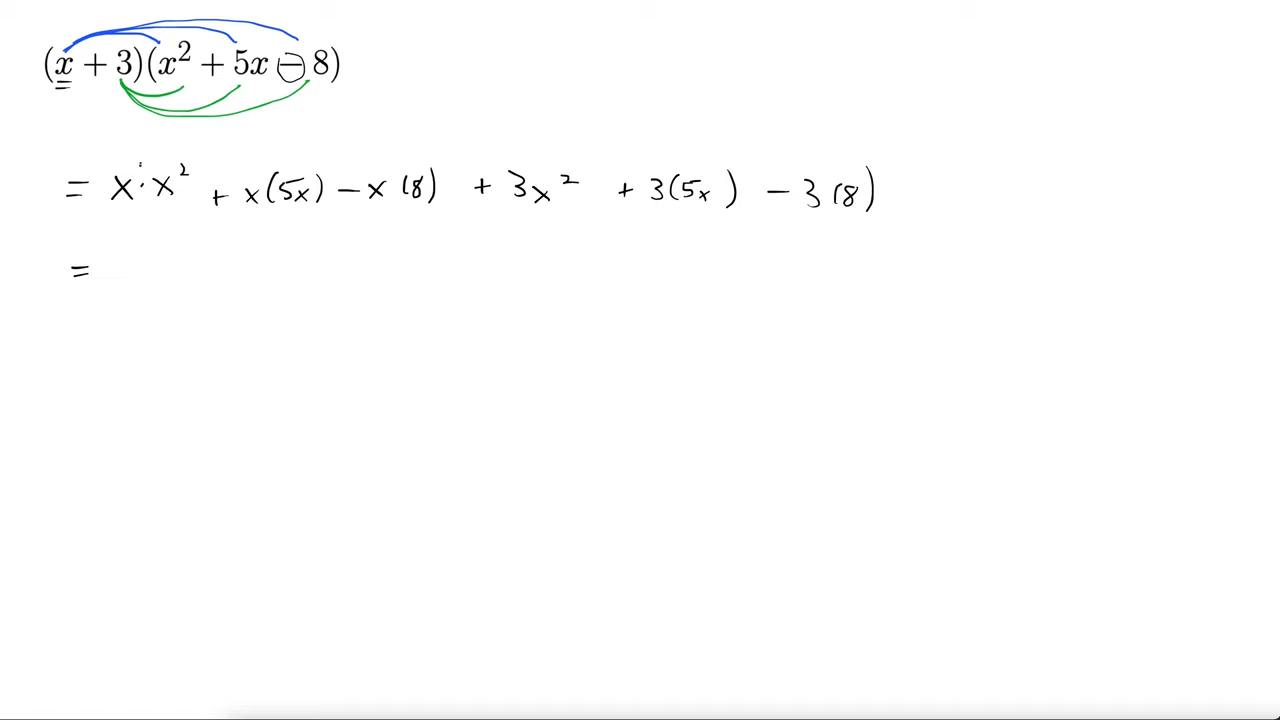 (x + 3)(x² + 5x − 8)
= x · x² + x(5x) − x(8) + 3x² + 3(5x) − 3(8)
=